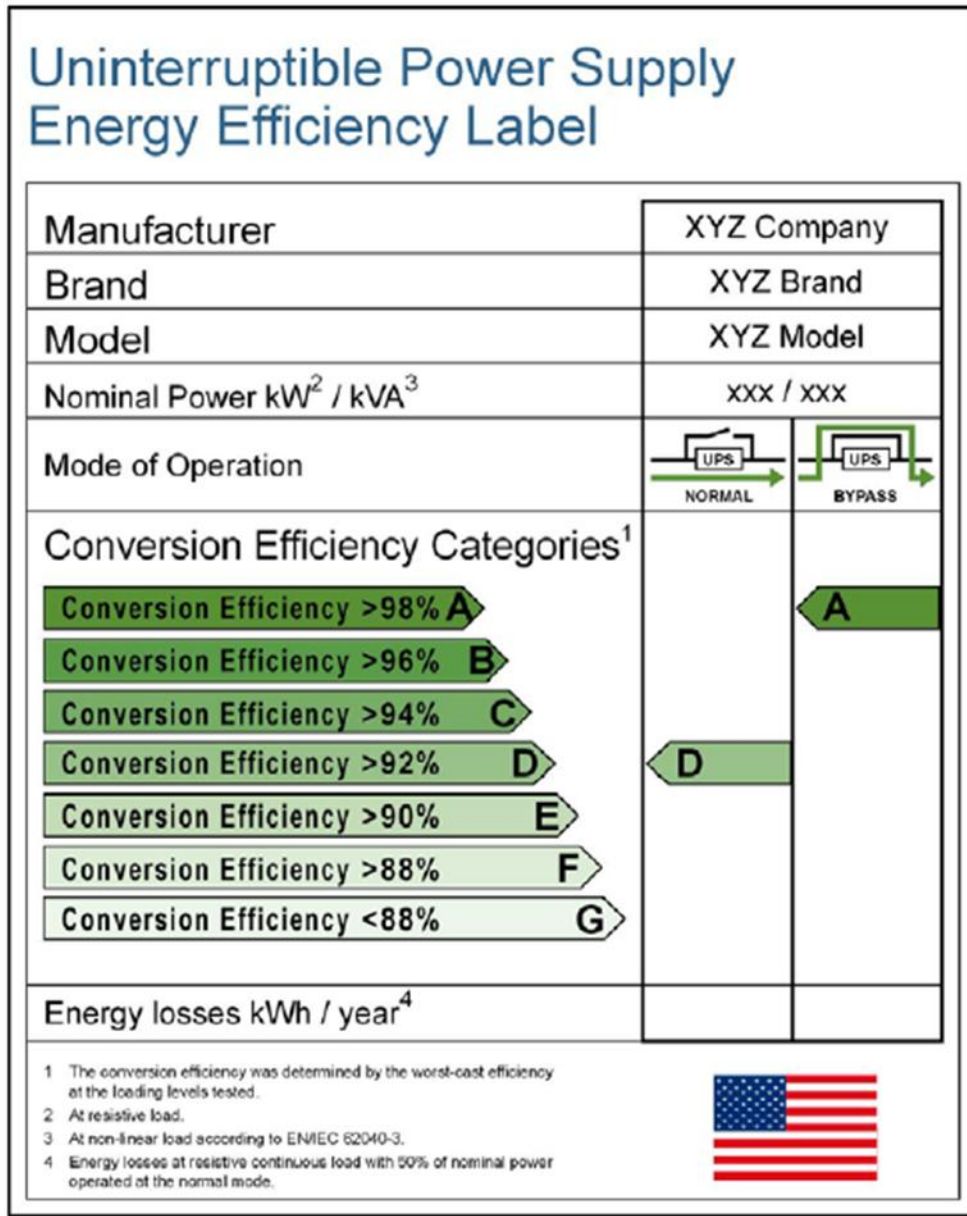 Uninterruptible Power Supply
Energy Efficiency Label
Manufacturer XYZ Company
Brand XYZ Brand
Model XYZ Model
Nominal Power kW2 / kVA3 xxx / xxx
Mode of Operation
UPS
NORMAL
UPS
BYPASS
Conversion Efficiency Categories1
Conversion Efficiency >98% A A
Conversion Efficiency >96% B
Conversion Efficiency >94% C
Conversion Efficiency >92% D D
Conversion Efficiency >90% E
Conversion Efficiency >88% F
Conversion Efficiency <88% G
Energy losses kWh / year4
1 The conversion efficiency was determined by the worst-cast efficiency
at the loading levels tested.
2 At resistive load.
3 At non-linear load according to EN/IEC 62040-3.
4 Energy losses at resistive continuous load with 50% of nominal power
operated at the normal mode.